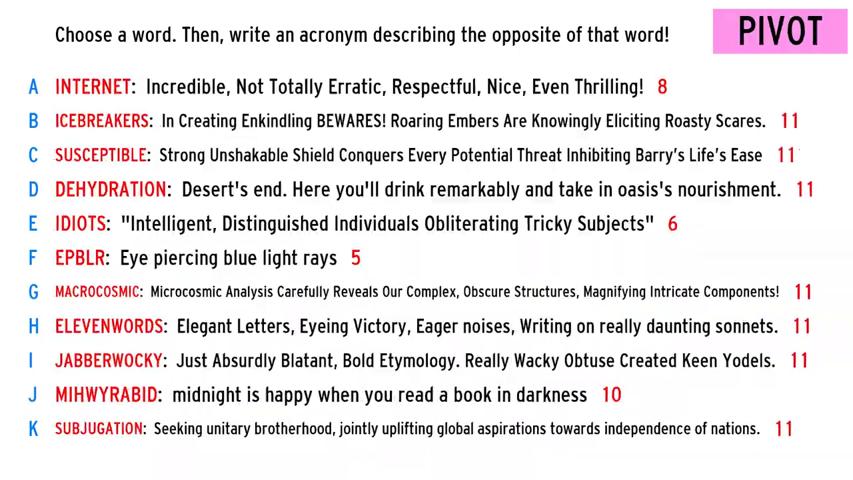 Choose a word. Then, write an acronym describing the opposite of that word! PIVOT
A INTERNET: Incredible, Not Totally Erratic, Respectful, Nice, Even Thrilling! 8
B ICEBREAKERS: In Creating Enkindling BEWARES! Roaring Embers Are Knowingly Eliciting Roasty Scares. 11
C SUSCEPTIBLE: Strong Unshakable Shield Conquers Every Potential Threat Inhibiting Barry's Life's Ease 11
D DEHYDRATION: Desert's end. Here you'll drink remarkably and take in oasis's nourishment. 11
E IDIOTS: "Intelligent, Distinguished Individuals Obliterating Tricky Subjects" 6
F EPBLR: Eye piercing blue light rays 5
G MACROCOSMIC: Microcosmic Analysis Carefully Reveals Our Complex, Obscure Structures, Magnifying Intricate Components! 11
H ELEVENWORDS: Elegant Letters, Eyeing Victory, Eager noises, Writing on really daunting sonnets. 11
I JABBERWOCKY: Just Absurdly Blatant, Bold Etymology. Really Wacky Obtuse Created Keen Yodels. 11
J MIHWYRABID: midnight is happy when you read a book in darkness 10
K SUBJUGATION: Seeking unitary brotherhood, jointly uplifting global aspirations towards independence of nations. 11